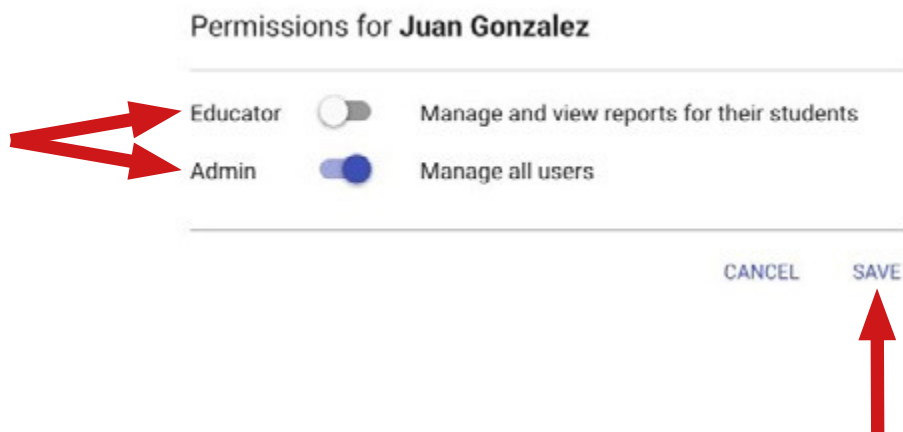 Permissions for Juan Gonzalez
Educator Manage and view reports for their students
Admin Manage all users
CANCEL SAVE